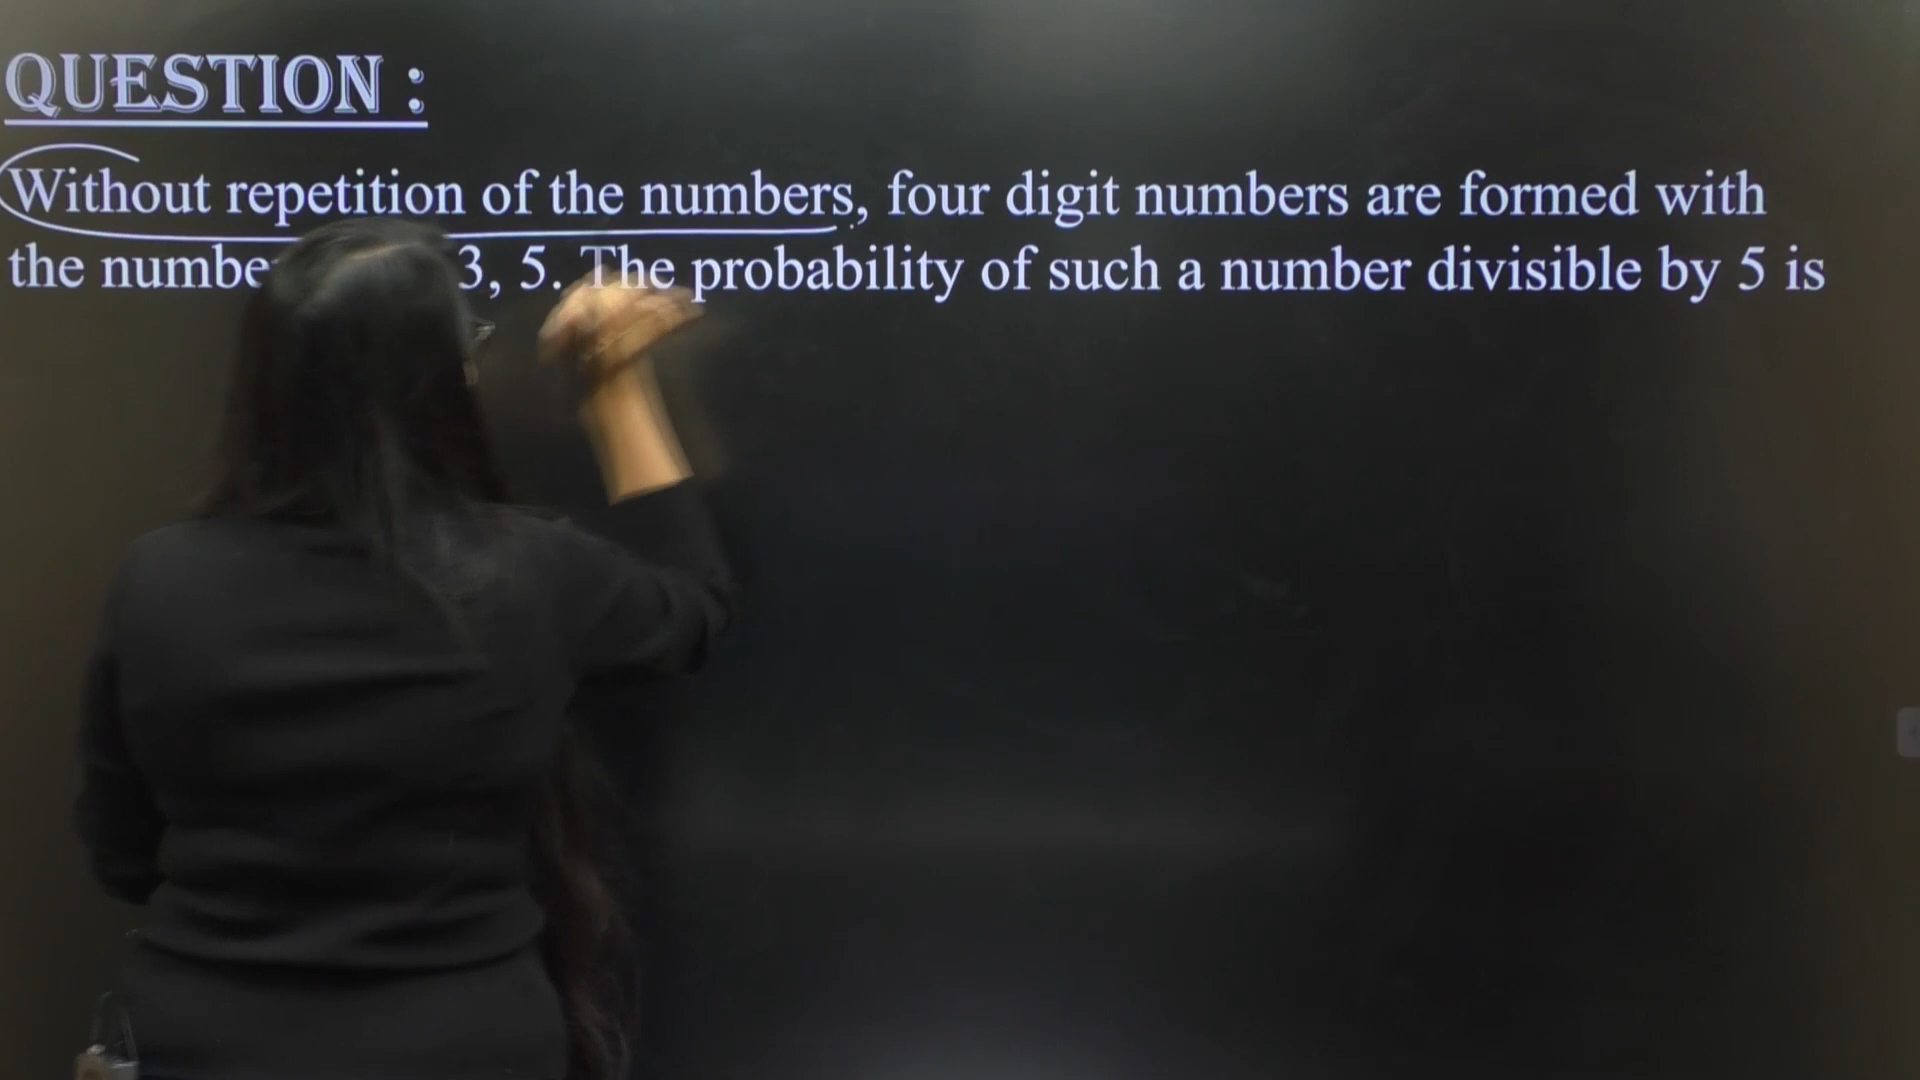 QUESTION :
Without repetition of the numbers, four digit numbers are formed with
the 3, 5. The probability of such a number divisible by 5 is